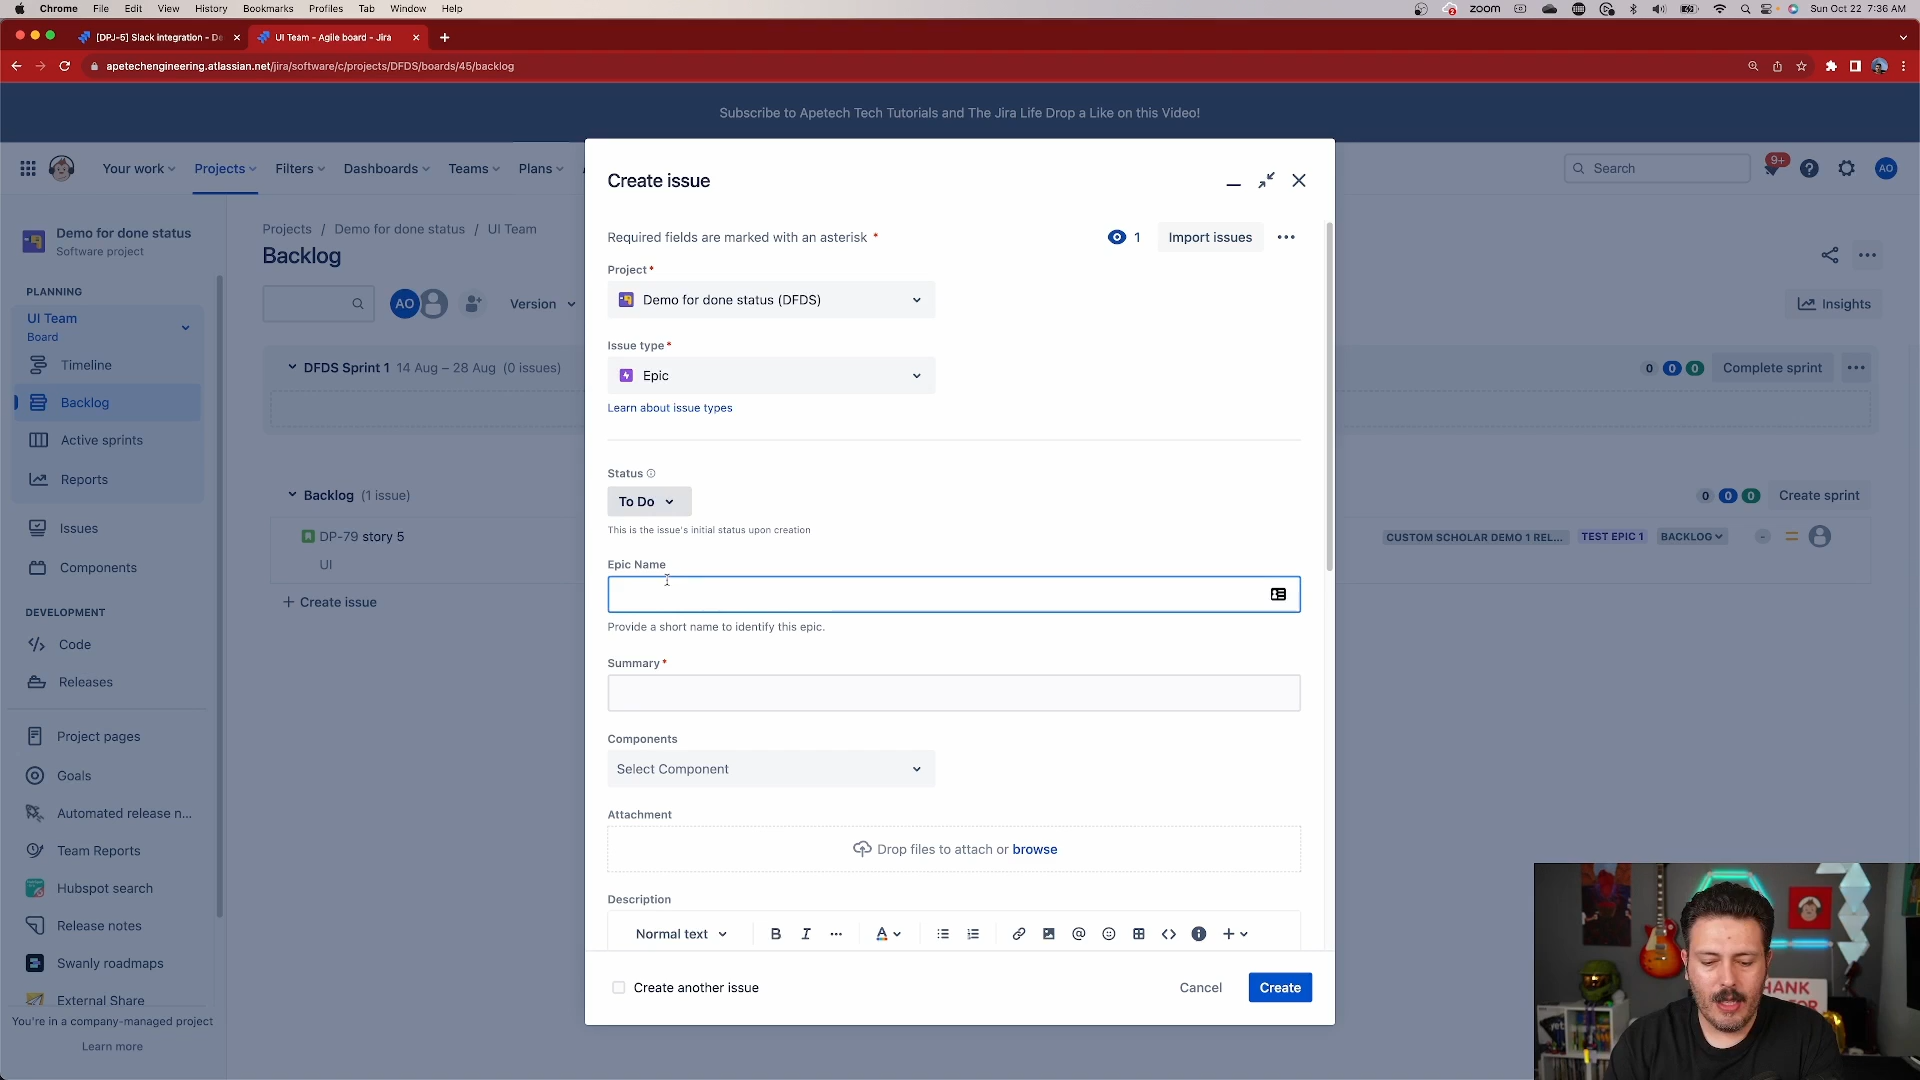 Chrome File Edit View History Bookmarks Profiles Tab Window Help
2 zoom Sun Oct 22 7:36 AM
[DPJ-5] Slack integration - De
UI Team - Agile board - Jira
apetechengineering.atlassian.net/jira/software/c/projects/DFDS/boards/45/backlog
Subscribe to Apetech Tech Tutorials and The Jira Life Drop a Like on this Video!
Your work Projects Filters Dashboards Teams Plans
Search 9+ AO
Demo for done status
Software project
PLANNING
UI Team
Board
Timeline
Backlog
Active sprints
Reports
Issues
Components
DEVELOPMENT
Code
Releases
Project pages
Goals
Automated release n...
Team Reports
Hubspot search
Release notes
Swanly roadmaps
External Share
You're in a company-managed project
Learn more
Projects / Demo for done status / UI Team
Backlog
AO Version
Insights
DFDS Sprint 1 14 Aug – 28 Aug (0 issues)
0 0 0 Complete sprint
Backlog (1 issue)
0 0 0 Create sprint
DP-79 story 5
UI
CUSTOM SCHOLAR DEMO 1 REL... TEST EPIC 1 BACKLOG -
+ Create issue
Create issue
Required fields are marked with an asterisk *
1 Import issues
Project*
Demo for done status (DFDS)
Issue type*
Epic
Learn about issue types
Status
To Do
This is the issue's initial status upon creation
Epic Name
Provide a short name to identify this epic.
Summary*
Components
Select Component
Attachment
Drop files to attach or browse
Description
Normal text B I A @
Create another issue
Cancel Create